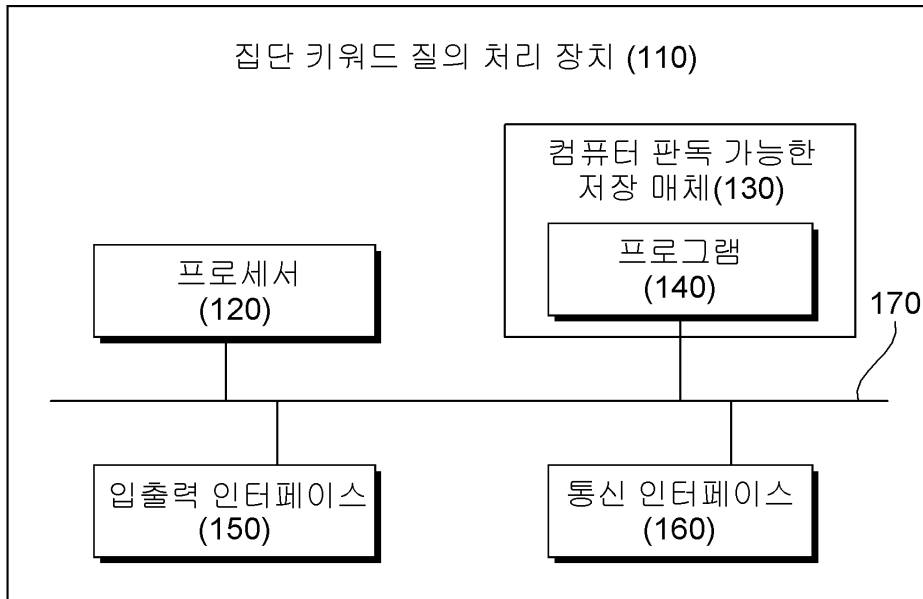 집단 키워드 질의 처리 장치 (110)
컴퓨터 판독 가능한
저장 매체(130)
프로세서
(120)
프로그램
(140)
170
입출력 인터페이스
(150)
통신 인터페이스
(160)